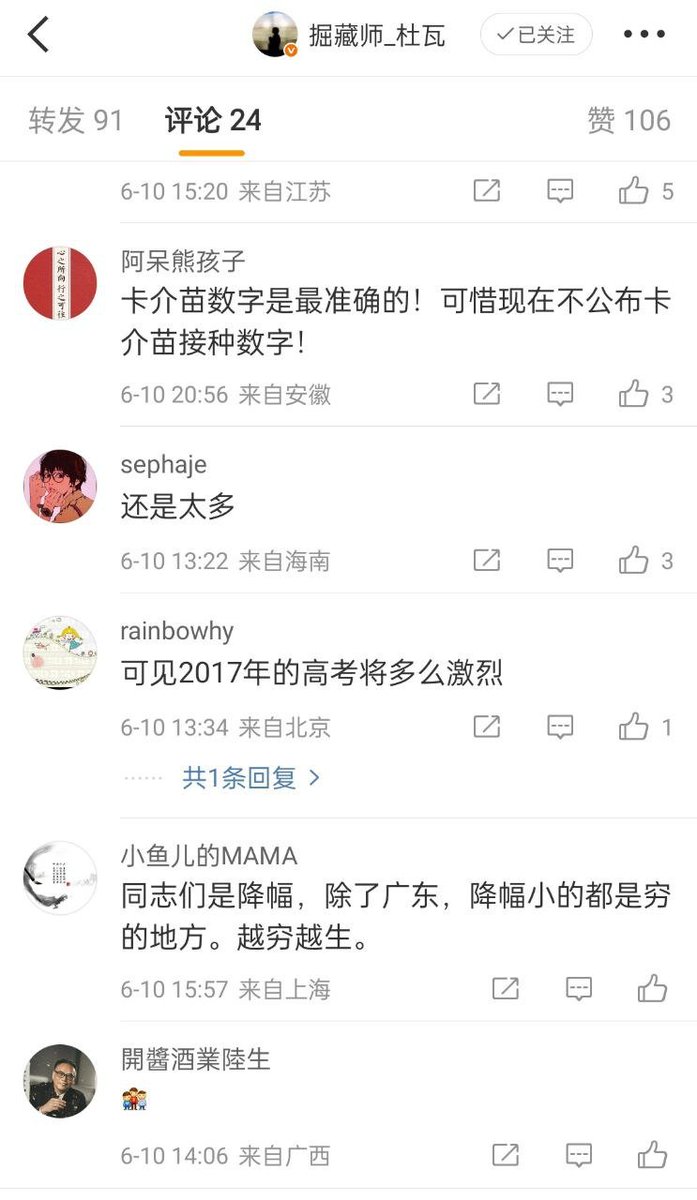 掘藏师_杜瓦
已关注
转发 91
评论 24
赞 106
6-10 15:20 来自江苏
5
阿呆熊孩子
卡介苗数字是最准确的！可惜现在不公布卡
介苗接种数字！
6-10 20:56 来自安徽
3
心之所向 行之可往
sephaje
还是太多
6-10 13:22 来自海南
3
rainbowhy
可见2017年的高考将多么激烈
6-10 13:34 来自北京
1
······ 共1条回复
小鱼儿的MAMA
同志们是降幅，除了广东，降幅小的都是穷
的地方。越穷越生。
6-10 15:57 来自上海
開醬酒業陸生
6-10 14:06 来自广西